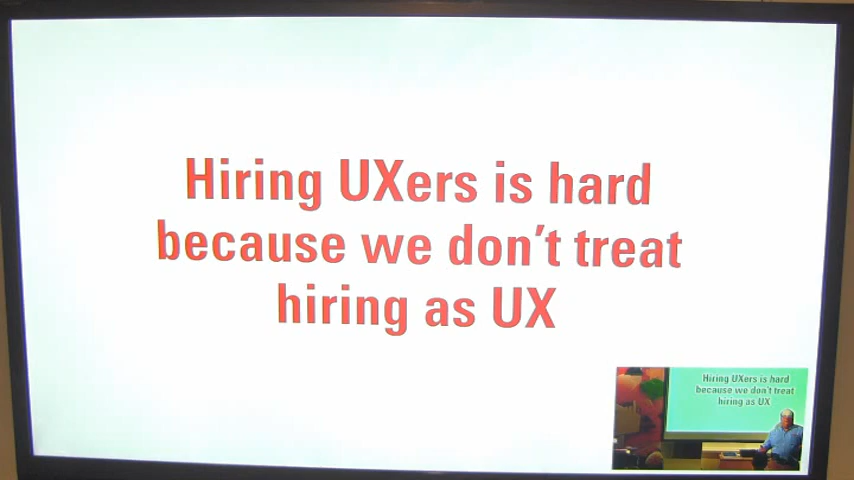 Hiring UXers is hard
because we don't treat
hiring as UX
Hiring UXers is hard
because we don't treat
hiring as UX